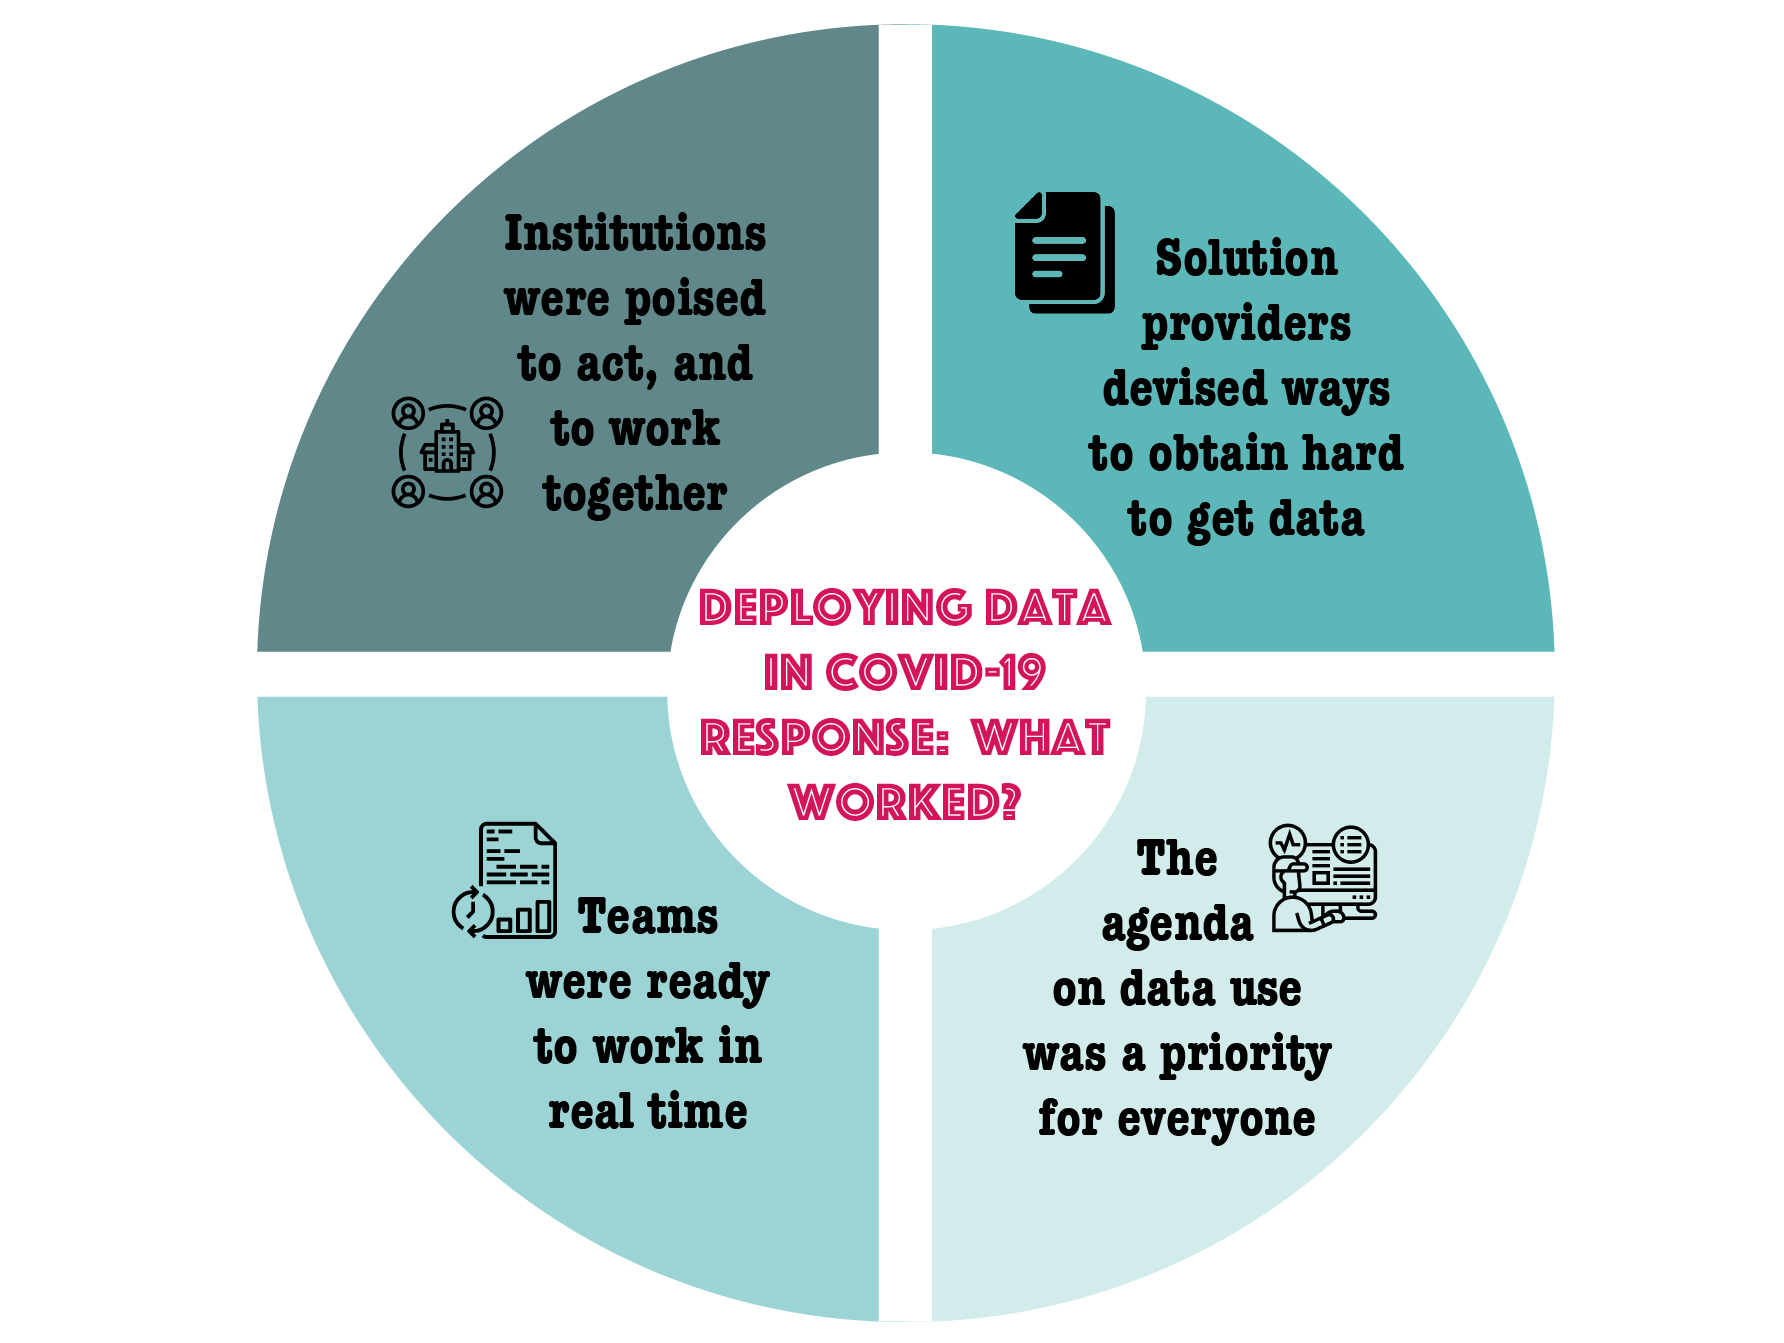 Institutions
were poised
to act, and
to work
together
Solution
providers
devised ways
to obtain hard
to get data
DEPLOYING DATA
IN COVID-19
RESPONSE: WHAT
WORKED?
Teams
were ready
to work in
real time
The
agenda
on data use
was a priority
for everyone